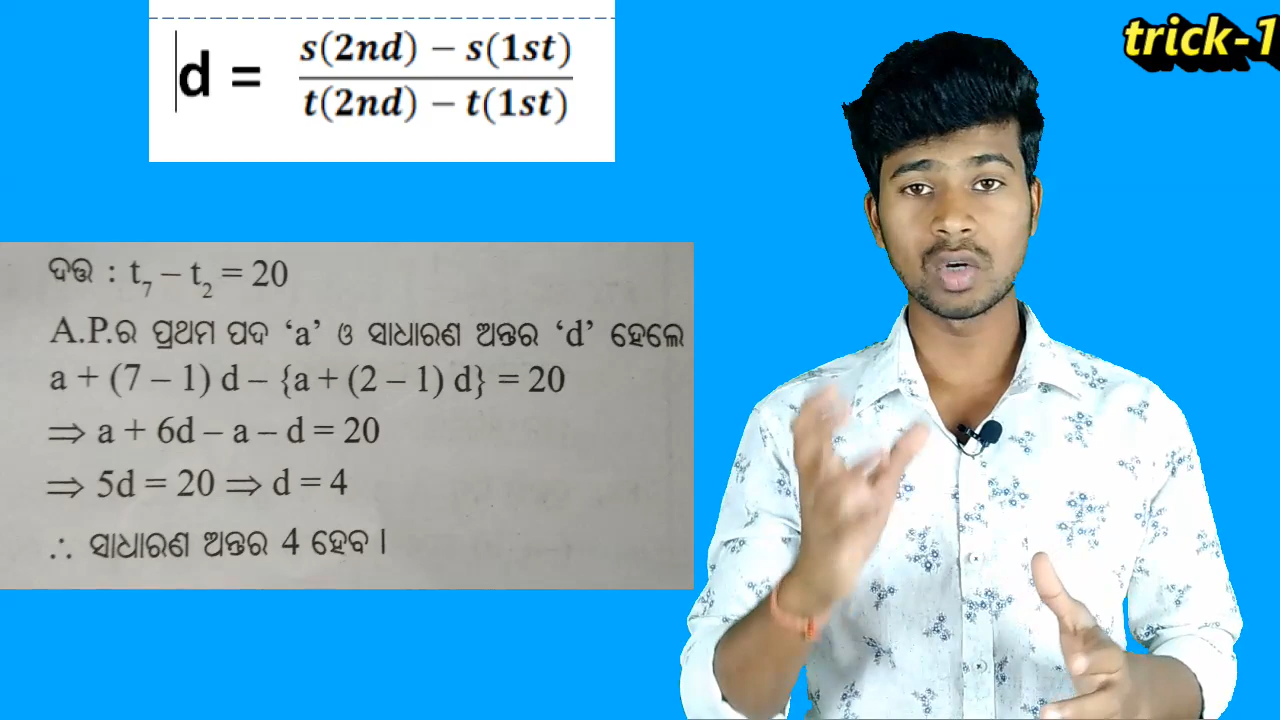 trick-1
d = s(2nd) − s(1st) / t(2nd) − t(1st)
ଦତ୍ତ : t₇ – t₂ = 20
A.P.ର ପ୍ରଥମ ପଦ ‘a’ ଓ ସାଧାରଣ ଅନ୍ତର ‘d’ ହେଲେ
a + (7 – 1) d – {a + (2 – 1) d} = 20
⇒ a + 6d – a – d = 20
⇒ 5d = 20 ⇒ d = 4
∴ ସାଧାରଣ ଅନ୍ତର 4 ହେବ ।